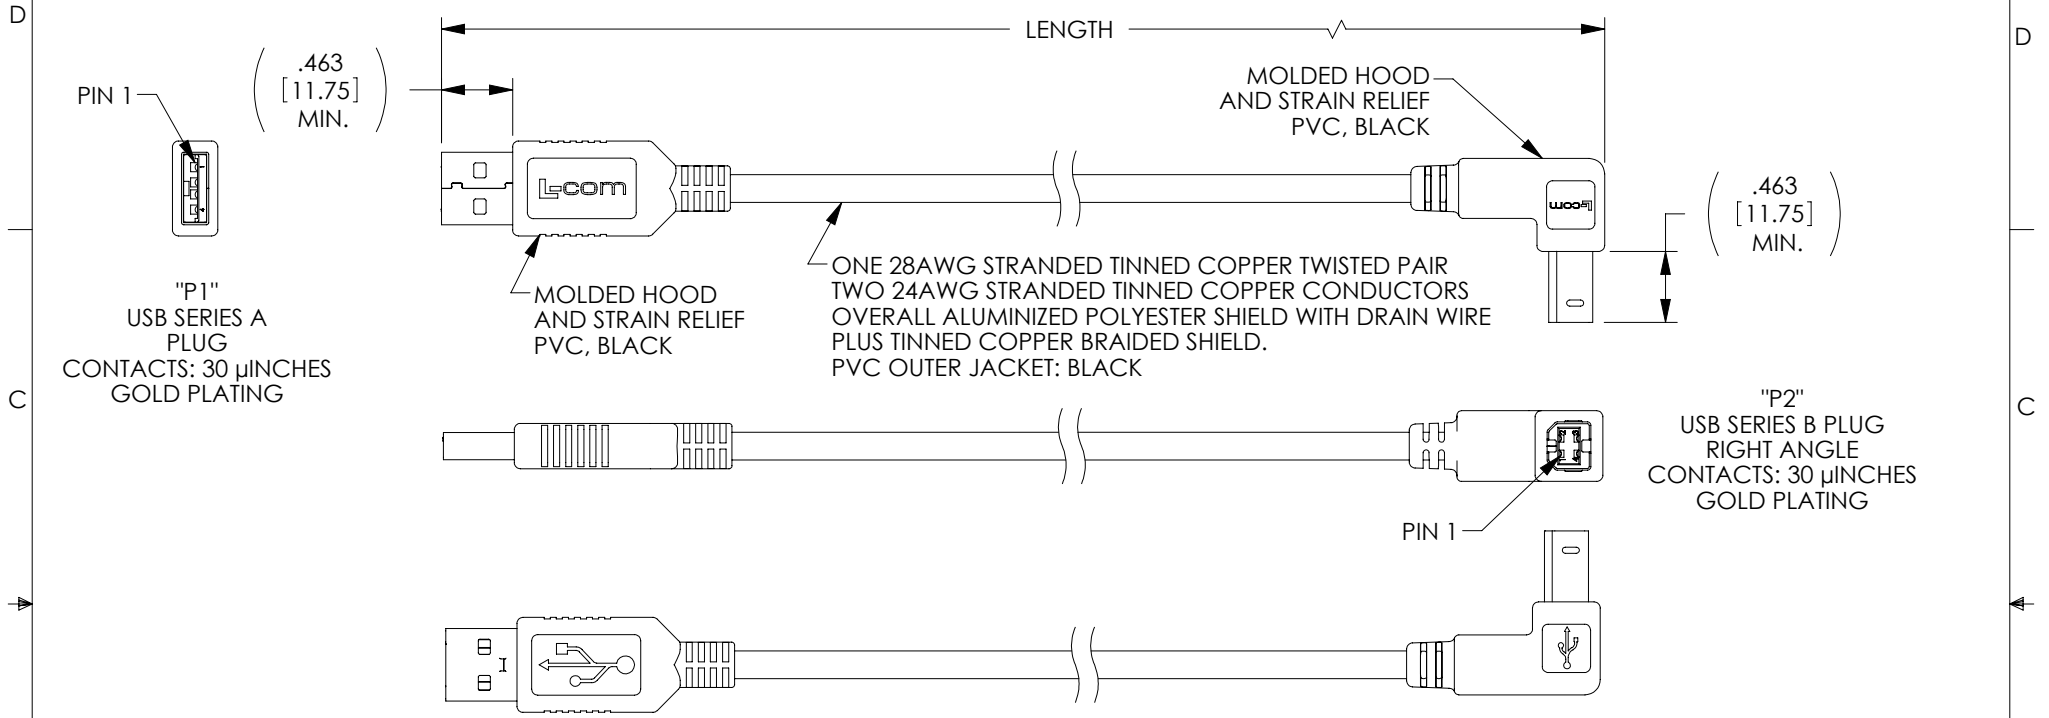 D
LENGTH
D
.463
[11.75]
MIN.
PIN 1
MOLDED HOOD
AND STRAIN RELIEF
PVC, BLACK
L-com
L-com
.463
[11.75]
MIN.
"P1"
USB SERIES A
PLUG
CONTACTS: 30 µINCHES
GOLD PLATING
MOLDED HOOD
AND STRAIN RELIEF
PVC, BLACK
ONE 28AWG STRANDED TINNED COPPER TWISTED PAIR
TWO 24AWG STRANDED TINNED COPPER CONDUCTORS
OVERALL ALUMINIZED POLYESTER SHIELD WITH DRAIN WIRE
PLUS TINNED COPPER BRAIDED SHIELD.
PVC OUTER JACKET: BLACK
C
C
"P2"
USB SERIES B PLUG
RIGHT ANGLE
CONTACTS: 30 µINCHES
GOLD PLATING
PIN 1